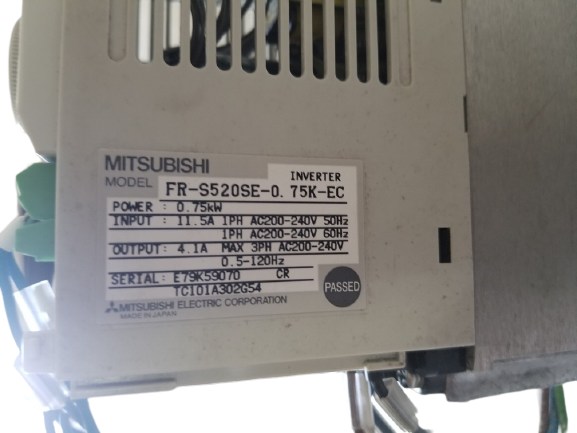 MITSUBISHI
INVERTER
MODEL FR-S520SE-0.75K-EC
POWER : 0.75kW
INPUT : 11.5A 1PH AC200-240V 50Hz
1PH AC200-240V 60Hz
OUTPUT: 4.1A MAX 3PH AC200-240V
0.5-120Hz
SERIAL: E79K59070 CR
TC101A302G54
PASSED
MITSUBISHI ELECTRIC CORPORATION
MADE IN JAPAN